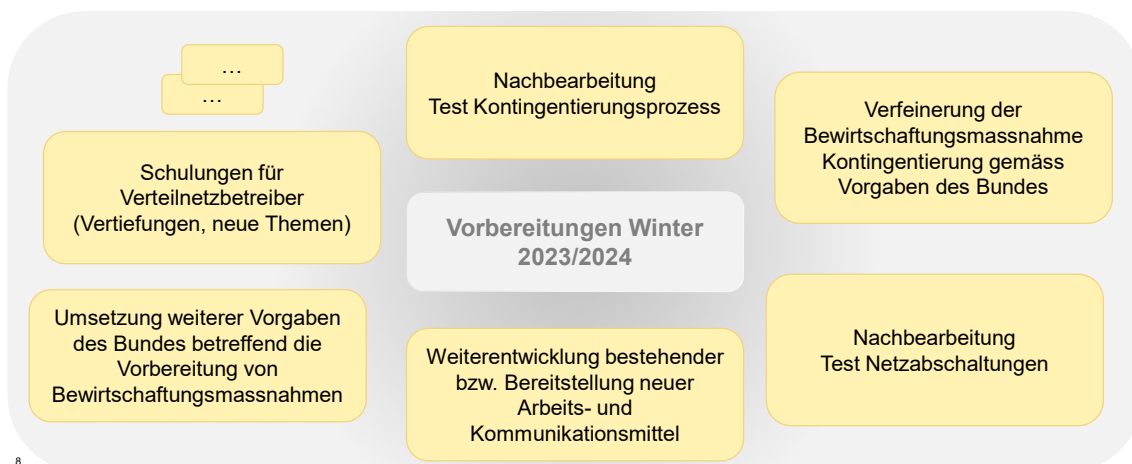 …
…
Nachbearbeitung
Test Kontingentierungsprozess
Verfeinerung der
Bewirtschaftungsmassnahme
Kontingentierung gemäss
Vorgaben des Bundes
Schulungen für
Verteilnetzbetreiber
(Vertiefungen, neue Themen)
Vorbereitungen Winter
2023/2024
Umsetzung weiterer Vorgaben
des Bundes betreffend die
Vorbereitung von
Bewirtschaftungsmassnahmen
Weiterentwicklung bestehender
bzw. Bereitstellung neuer
Arbeits- und
Kommunikationsmittel
Nachbearbeitung
Test Netzabschaltungen
8